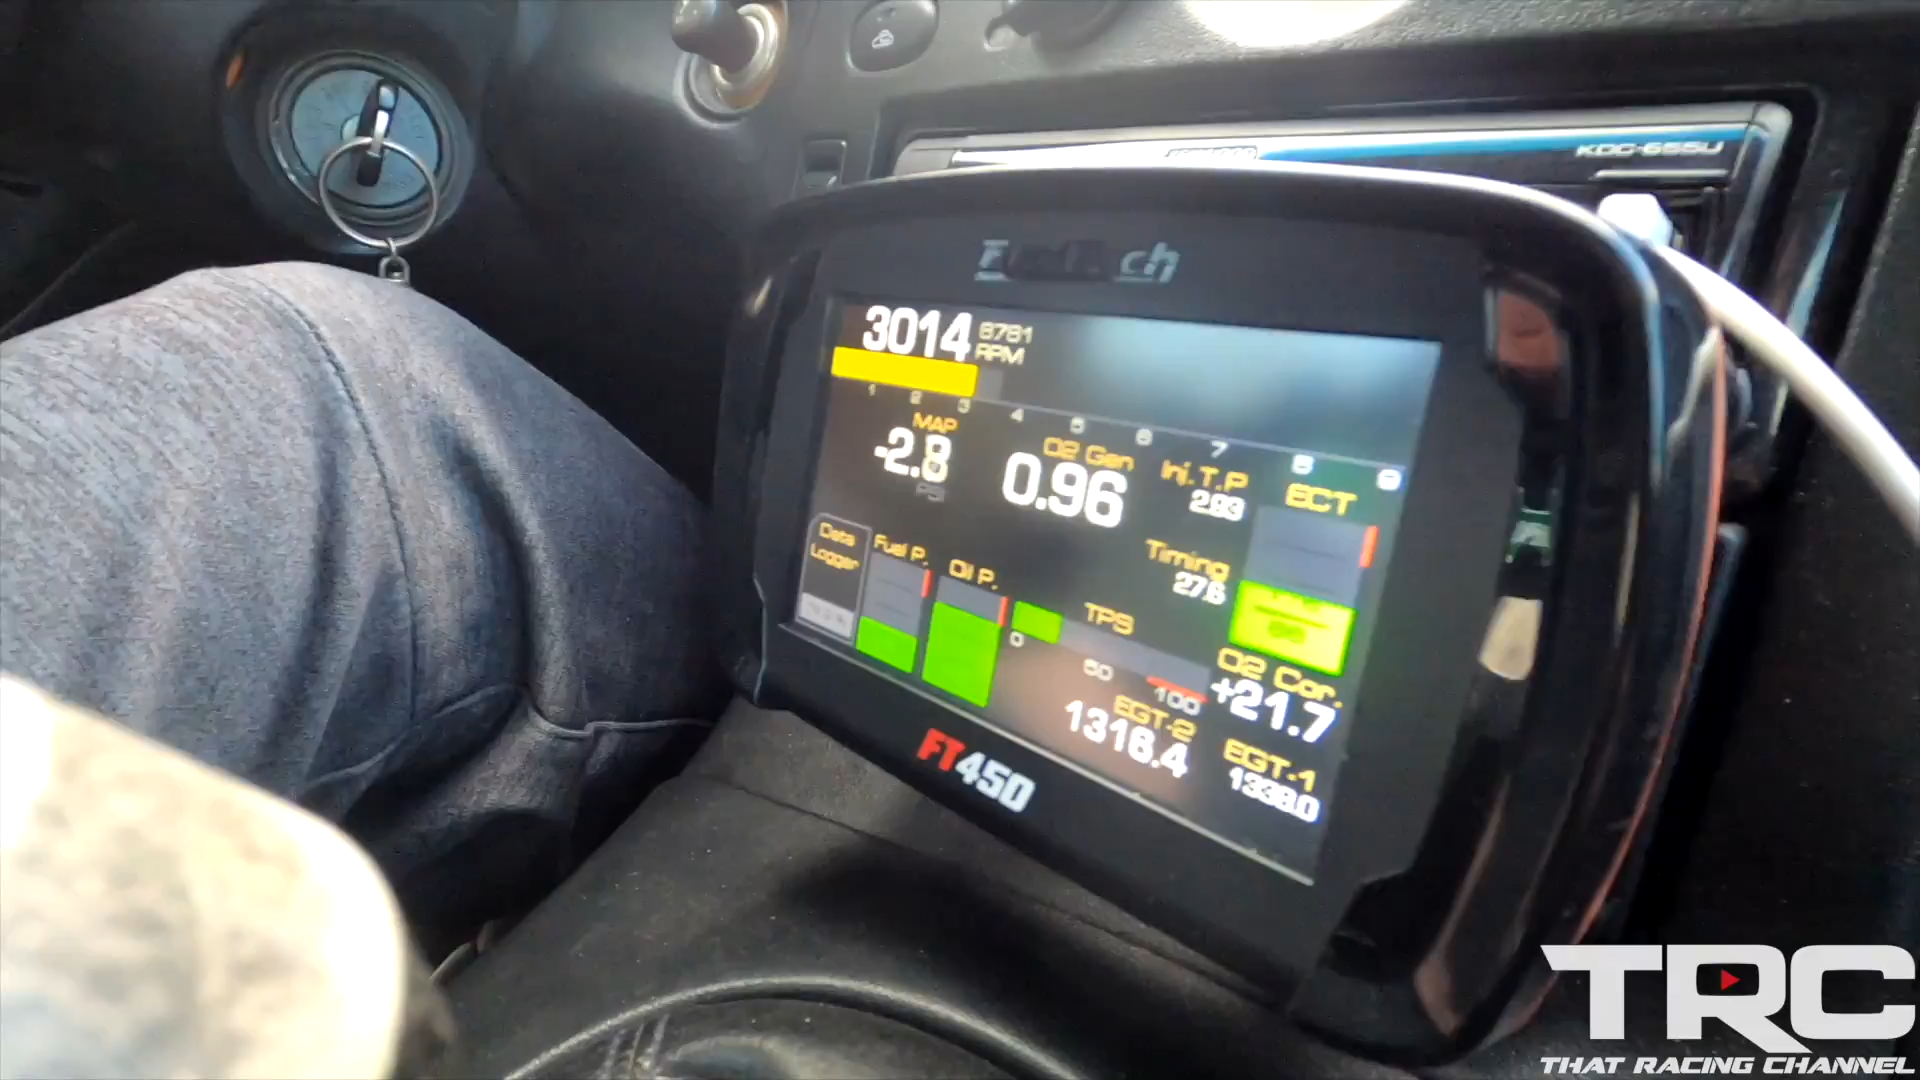 KDC-655U
3014 8781
RPM
1 2 3 4 5 6 7 8 9
MAP
-2.8
PSI
O2 Gen
0.96
Inj. T.P
2.93
ECT
Data
Logger
Fuel P.
Oil P.
Timing
27.6
TPS
0 50 100
O2 Cor.
+21.7
EGT-2
1316.4
EGT-1
1338.0
FT450
TRC
THAT RACING CHANNEL